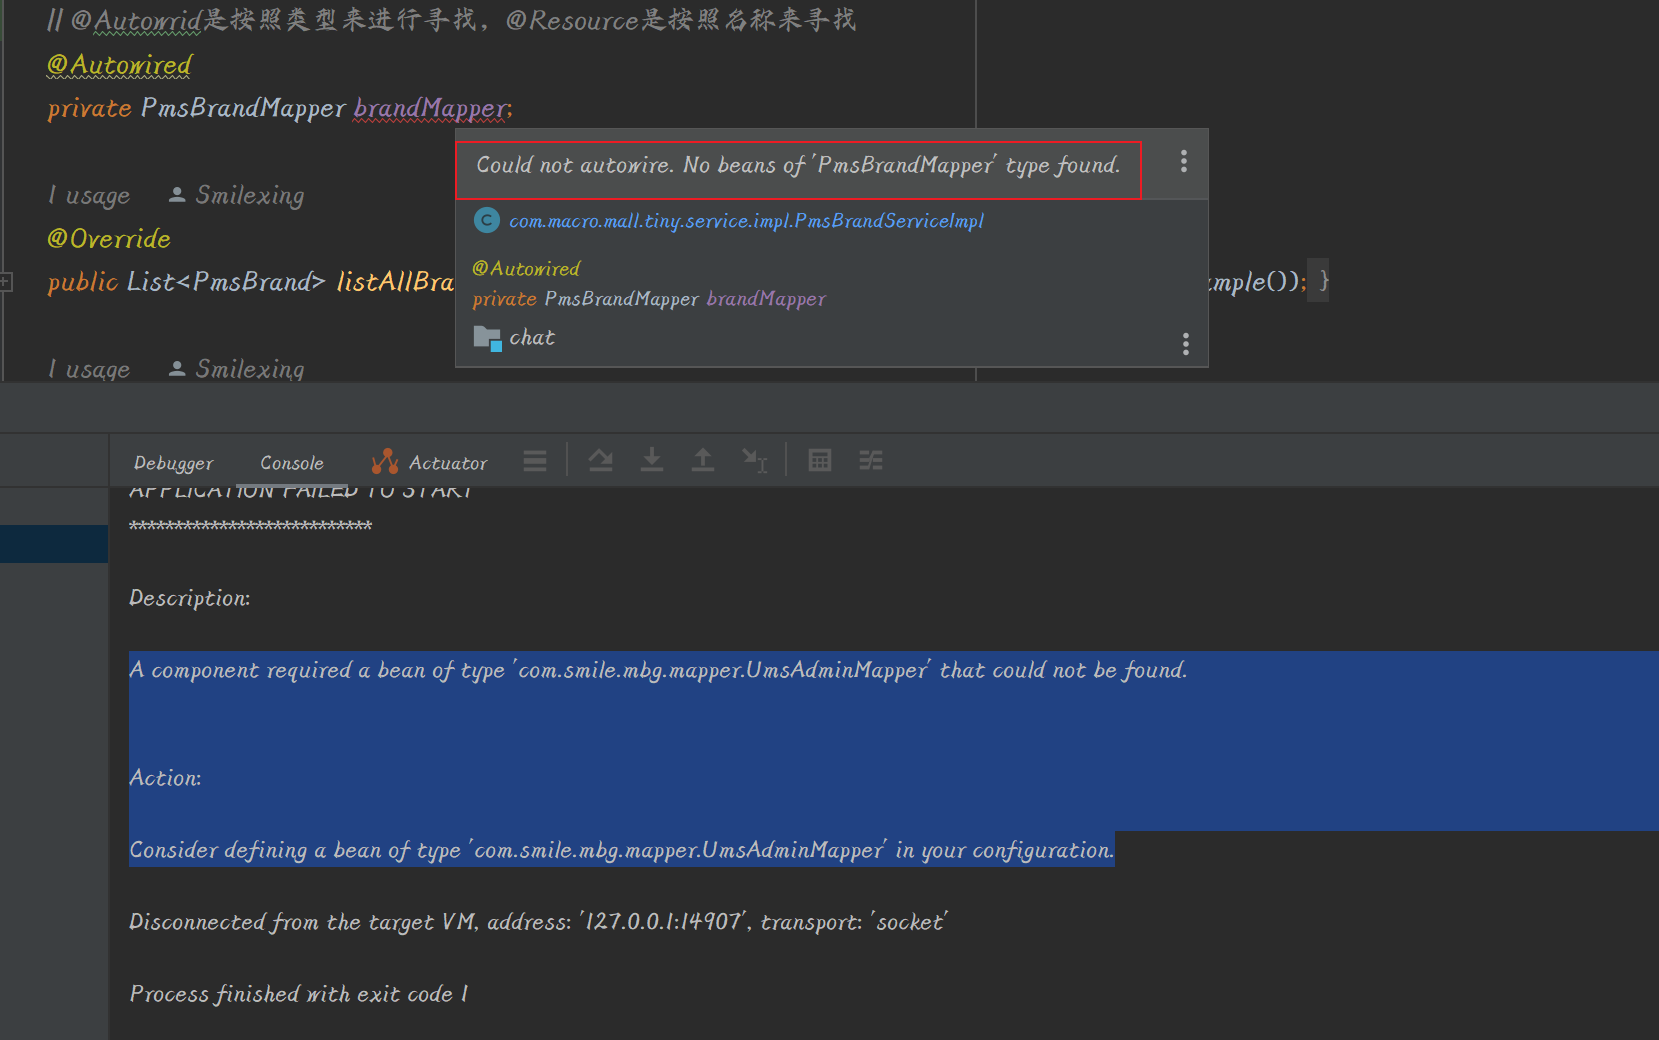 // @Autowrid是按照类型来进行寻找，@Resource是按照名称来寻找
@Autowired
private PmsBrandMapper brandMapper;
Could not autowire. No beans of 'PmsBrandMapper' type found.
1 usage Smilexing
com.macro.mall.tiny.service.impl.PmsBrandServiceImpl
@Override
@Autowired
public List<PmsBrand> listAllBra
mple()); }
private PmsBrandMapper brandMapper
chat
1 usage Smilexing
Debugger Console Actuator
APPLICATION FAILED TO START
***************************
Description:
A component required a bean of type 'com.smile.mbg.mapper.UmsAdminMapper' that could not be found.
Action:
Consider defining a bean of type 'com.smile.mbg.mapper.UmsAdminMapper' in your configuration.
Disconnected from the target VM, address: '127.0.0.1:14907', transport: 'socket'
Process finished with exit code 1